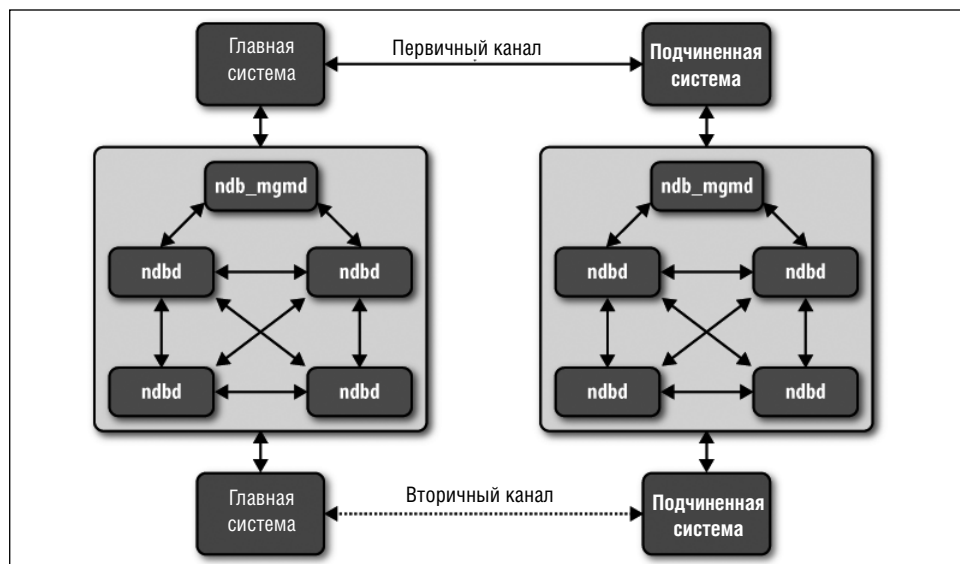 Главная
система
Первичный канал
Подчиненная
система
ndb_mgmd
ndb_mgmd
ndbd
ndbd
ndbd
ndbd
ndbd
ndbd
ndbd
ndbd
Главная
система
Вторичный канал
Подчиненная
система